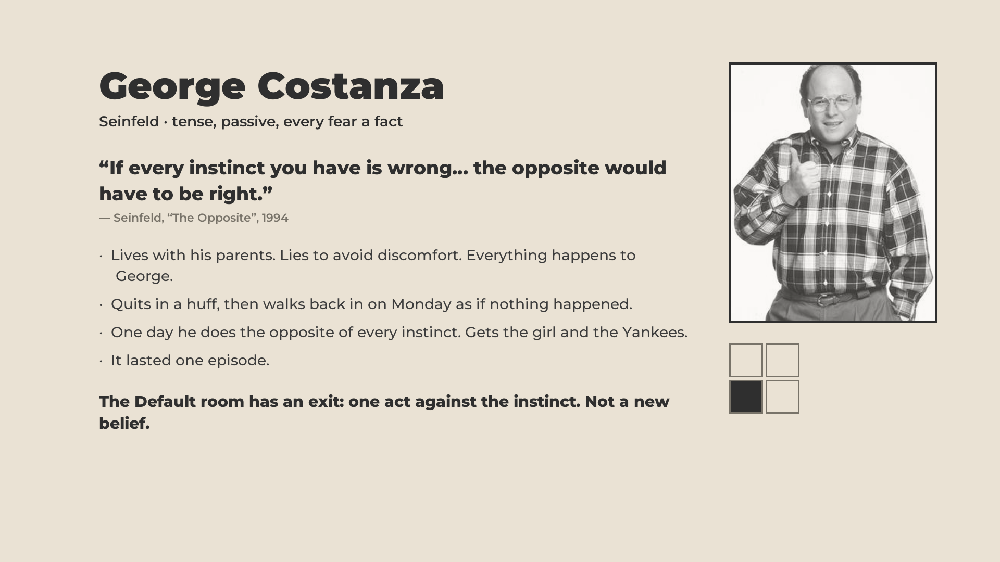 George Costanza
Seinfeld · tense, passive, every fear a fact
“If every instinct you have is wrong... the opposite would
have to be right.”
— Seinfeld, “The Opposite”, 1994
· Lives with his parents. Lies to avoid discomfort. Everything happens to
George.
· Quits in a huff, then walks back in on Monday as if nothing happened.
· One day he does the opposite of every instinct. Gets the girl and the Yankees.
· It lasted one episode.
The Default room has an exit: one act against the instinct. Not a new
belief.